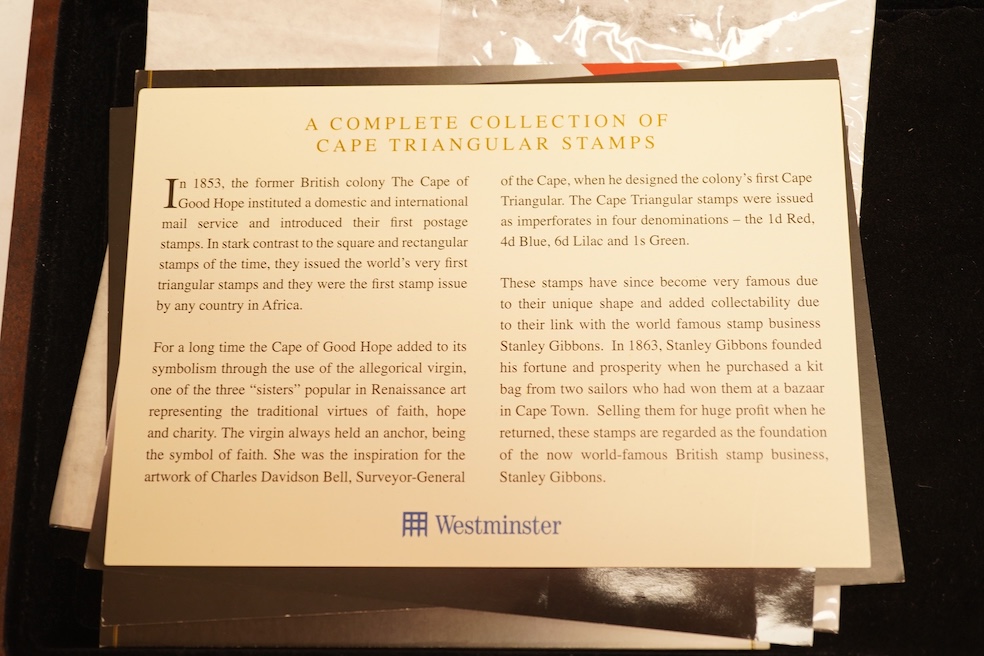 A COMPLETE COLLECTION OF
CAPE TRIANGULAR STAMPS
In 1853, the former British colony The Cape of
Good Hope instituted a domestic and international
mail service and introduced their first postage
stamps. In stark contrast to the square and rectangular
stamps of the time, they issued the world's very first
triangular stamps and they were the first stamp issue
by any country in Africa.
For a long time the Cape of Good Hope added to its
symbolism through the use of the allegorical virgin,
one of the three “sisters” popular in Renaissance art
representing the traditional virtues of faith, hope
and charity. The virgin always held an anchor, being
the symbol of faith. She was the inspiration for the
artwork of Charles Davidson Bell, Surveyor-General
of the Cape, when he designed the colony's first Cape
Triangular. The Cape Triangular stamps were issued
as imperforates in four denominations – the 1d Red,
4d Blue, 6d Lilac and 1s Green.
These stamps have since become very famous due
to their unique shape and added collectability due
to their link with the world famous stamp business
Stanley Gibbons. In 1863, Stanley Gibbons founded
his fortune and prosperity when he purchased a kit
bag from two sailors who had won them at a bazaar
in Cape Town. Selling them for huge profit when he
returned, these stamps are regarded as the foundation
of the now world-famous British stamp business,
Stanley Gibbons.
Westminster